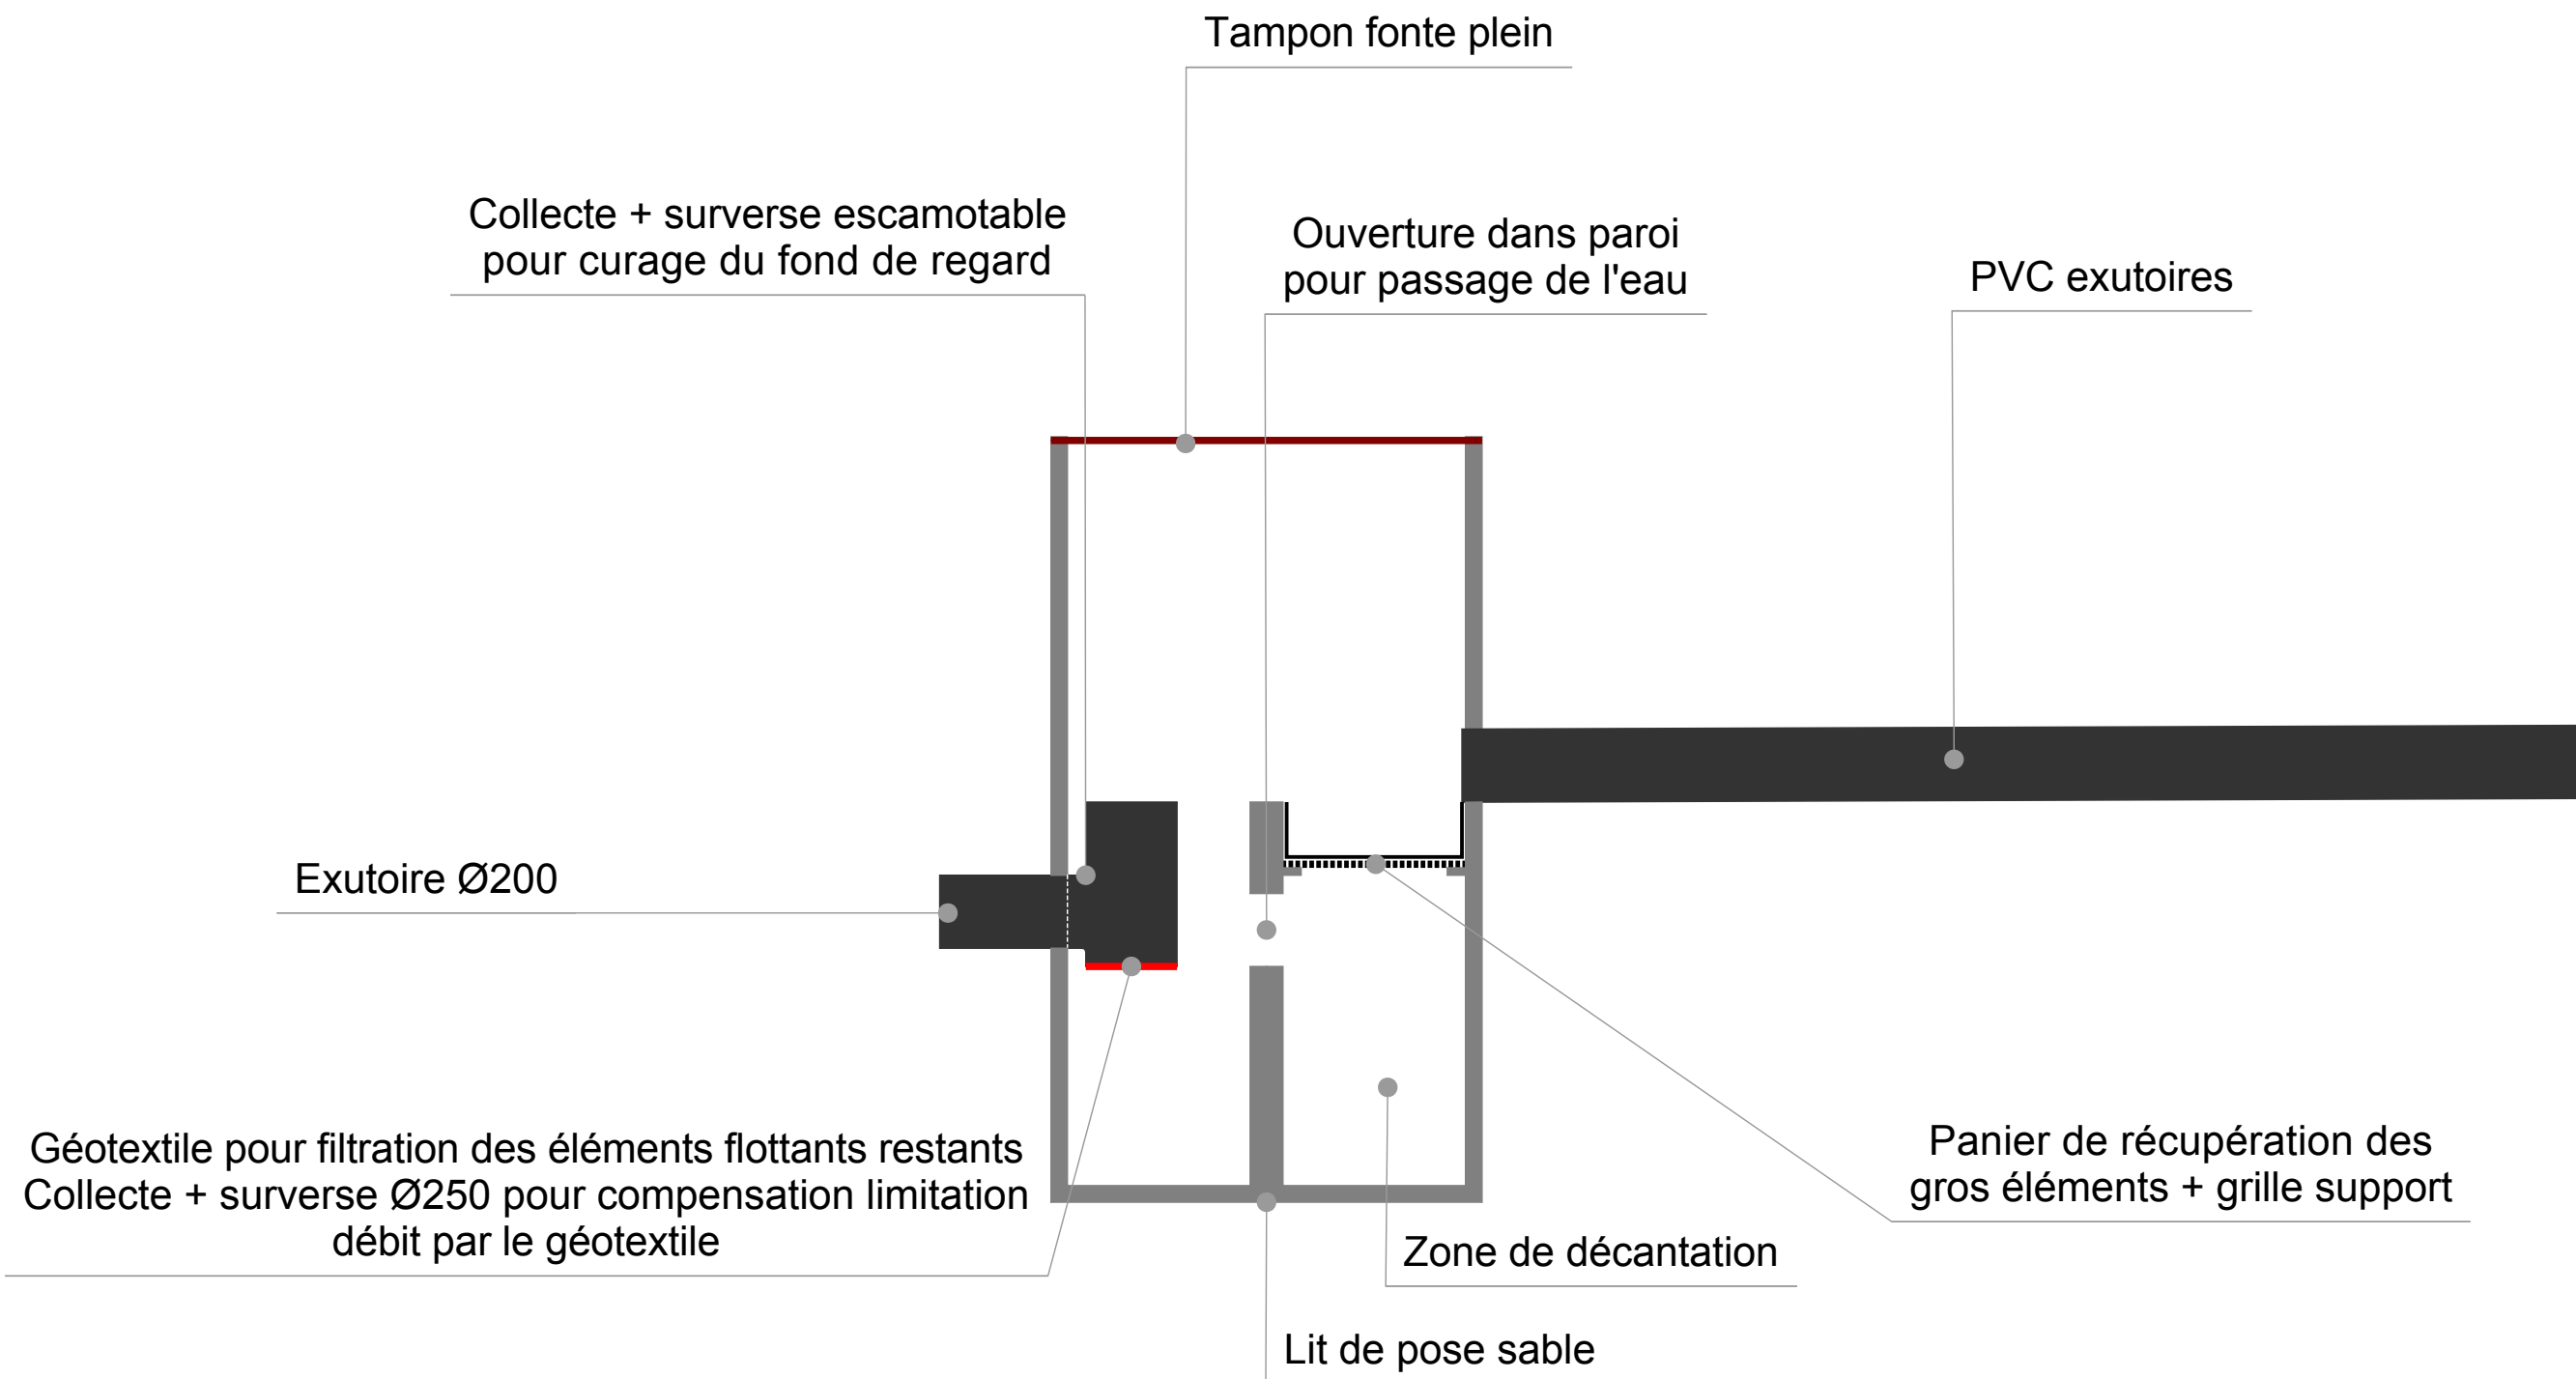 Tampon fonte plein
Collecte + surverse escamotable
pour curage du fond de regard
Ouverture dans paroi
pour passage de l'eau
PVC exutoires
Exutoire Ø200
Géotextile pour filtration des éléments flottants restants
Collecte + surverse Ø250 pour compensation limitation
débit par le géotextile
Panier de récupération des
gros éléments + grille support
Zone de décantation
Lit de pose sable